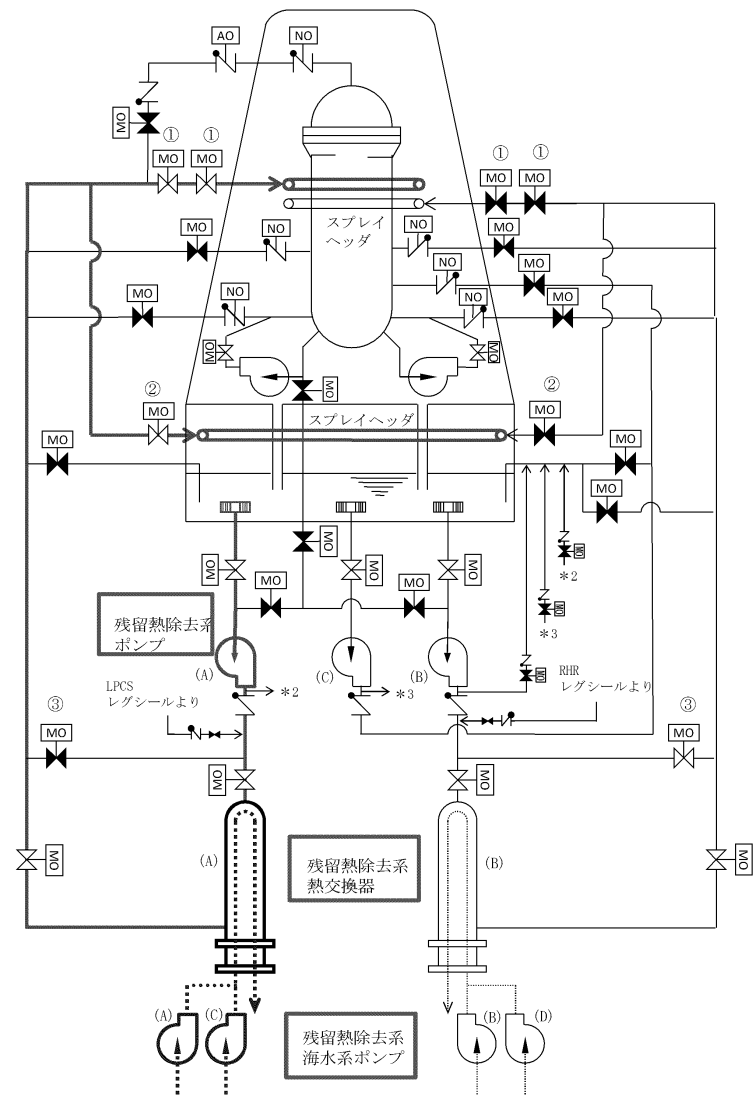 AO
NO
MO
①
①
MO
MO
①
①
MO
MO
スプレイ
ヘッダ
MO
NO
NO
MO
NO
MO
MO
NO
NO
MO
MO
MO
MO
②
MO
スプレイヘッダ
②
MO
MO
MO
MO
MO
MO
MO
MO
MO
MO
MO
MO
*2
MO
*3
残留熱除去系
ポンプ
(A)
(C)
(B)
MO
*2
*3
LPCS
レグシールより
RHR
レグシールより
③
MO
③
MO
MO
MO
MO
(A)
残留熱除去系
熱交換器
(B)
MO
(A)
(C)
残留熱除去系
海水系ポンプ
(B)
(D)